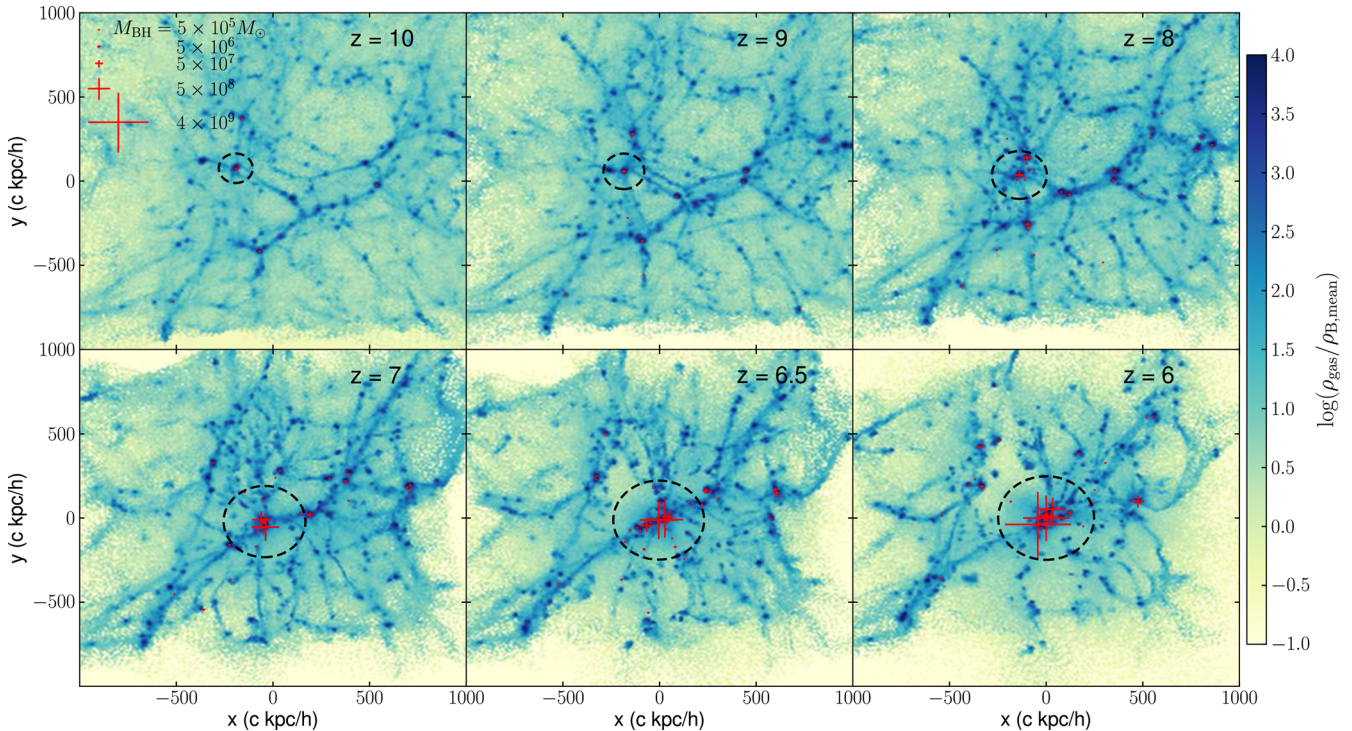 1000
500
0
−500
y (c kpc/h)
M_BH = 5 × 10^5 M_⊙
5 × 10^6
5 × 10^7
5 × 10^8
4 × 10^9
z = 10
z = 9
z = 8
1000
500
0
−500
y (c kpc/h)
z = 7
z = 6.5
z = 6
−500 0 500 1000
−500 0 500 1000
−500 0 500 1000
x (c kpc/h)
x (c kpc/h)
x (c kpc/h)
4.0
3.5
3.0
2.5
2.0
1.5
1.0
0.5
0.0
−0.5
−1.0
log(ρ_gas/ρ_B,mean)